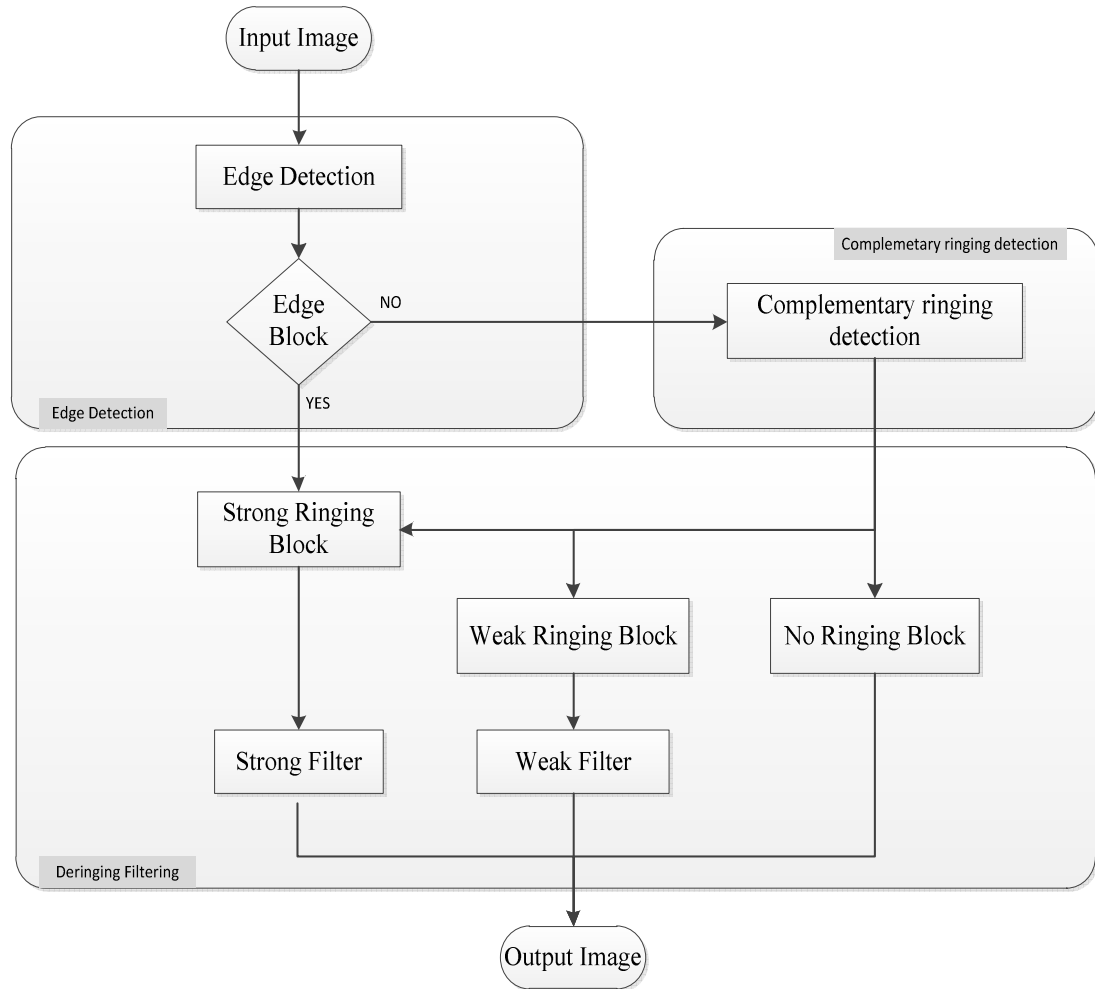 Input Image
Edge Detection
Complemetary ringing detection
Edge
Block
NO
Complementary ringing
detection
YES
Edge Detection
Strong Ringing
Block
Weak Ringing Block
No Ringing Block
Strong Filter
Weak Filter
Deringing Filtering
Output Image